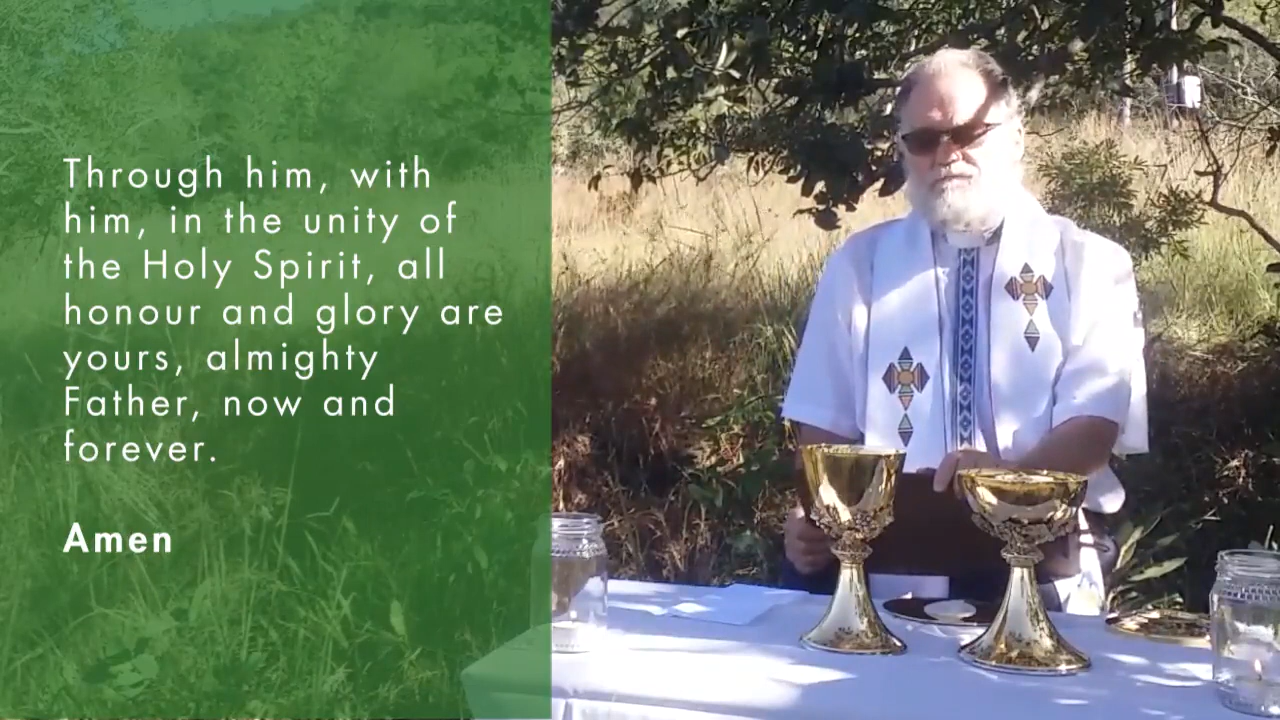 Through him, with
him, in the unity of
the Holy Spirit, all
honour and glory are
yours, almighty
Father, now and
forever.
Amen